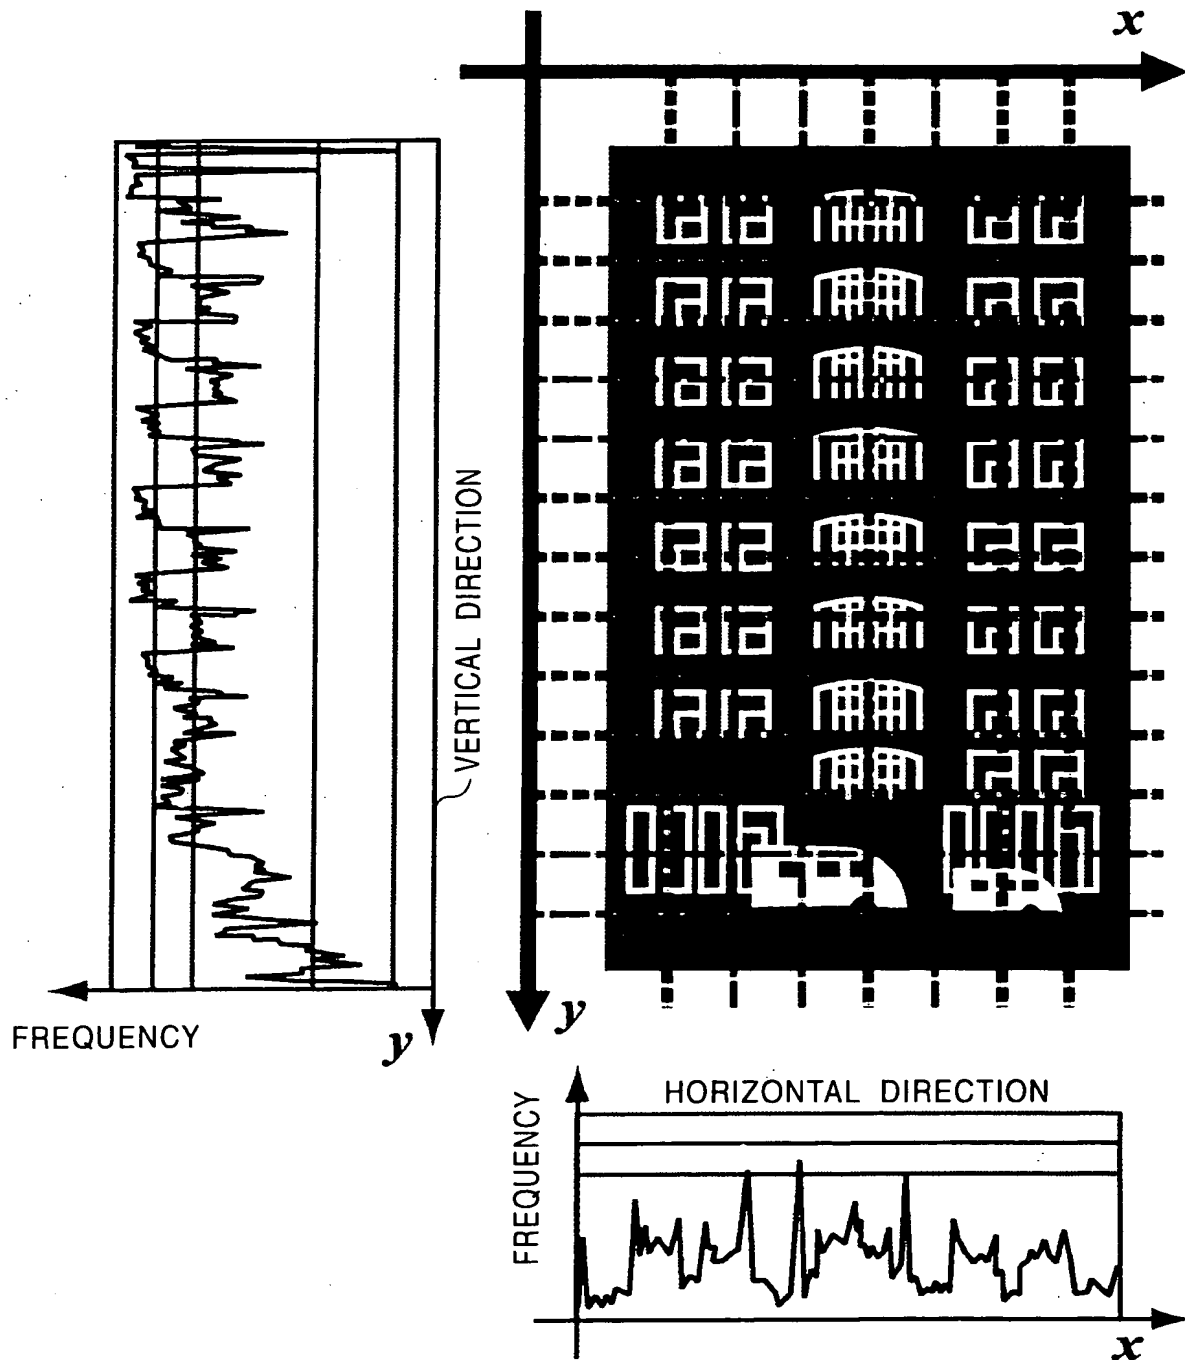 x
VERTICAL DIRECTION
FREQUENCY
y
y
HORIZONTAL DIRECTION
FREQUENCY
x